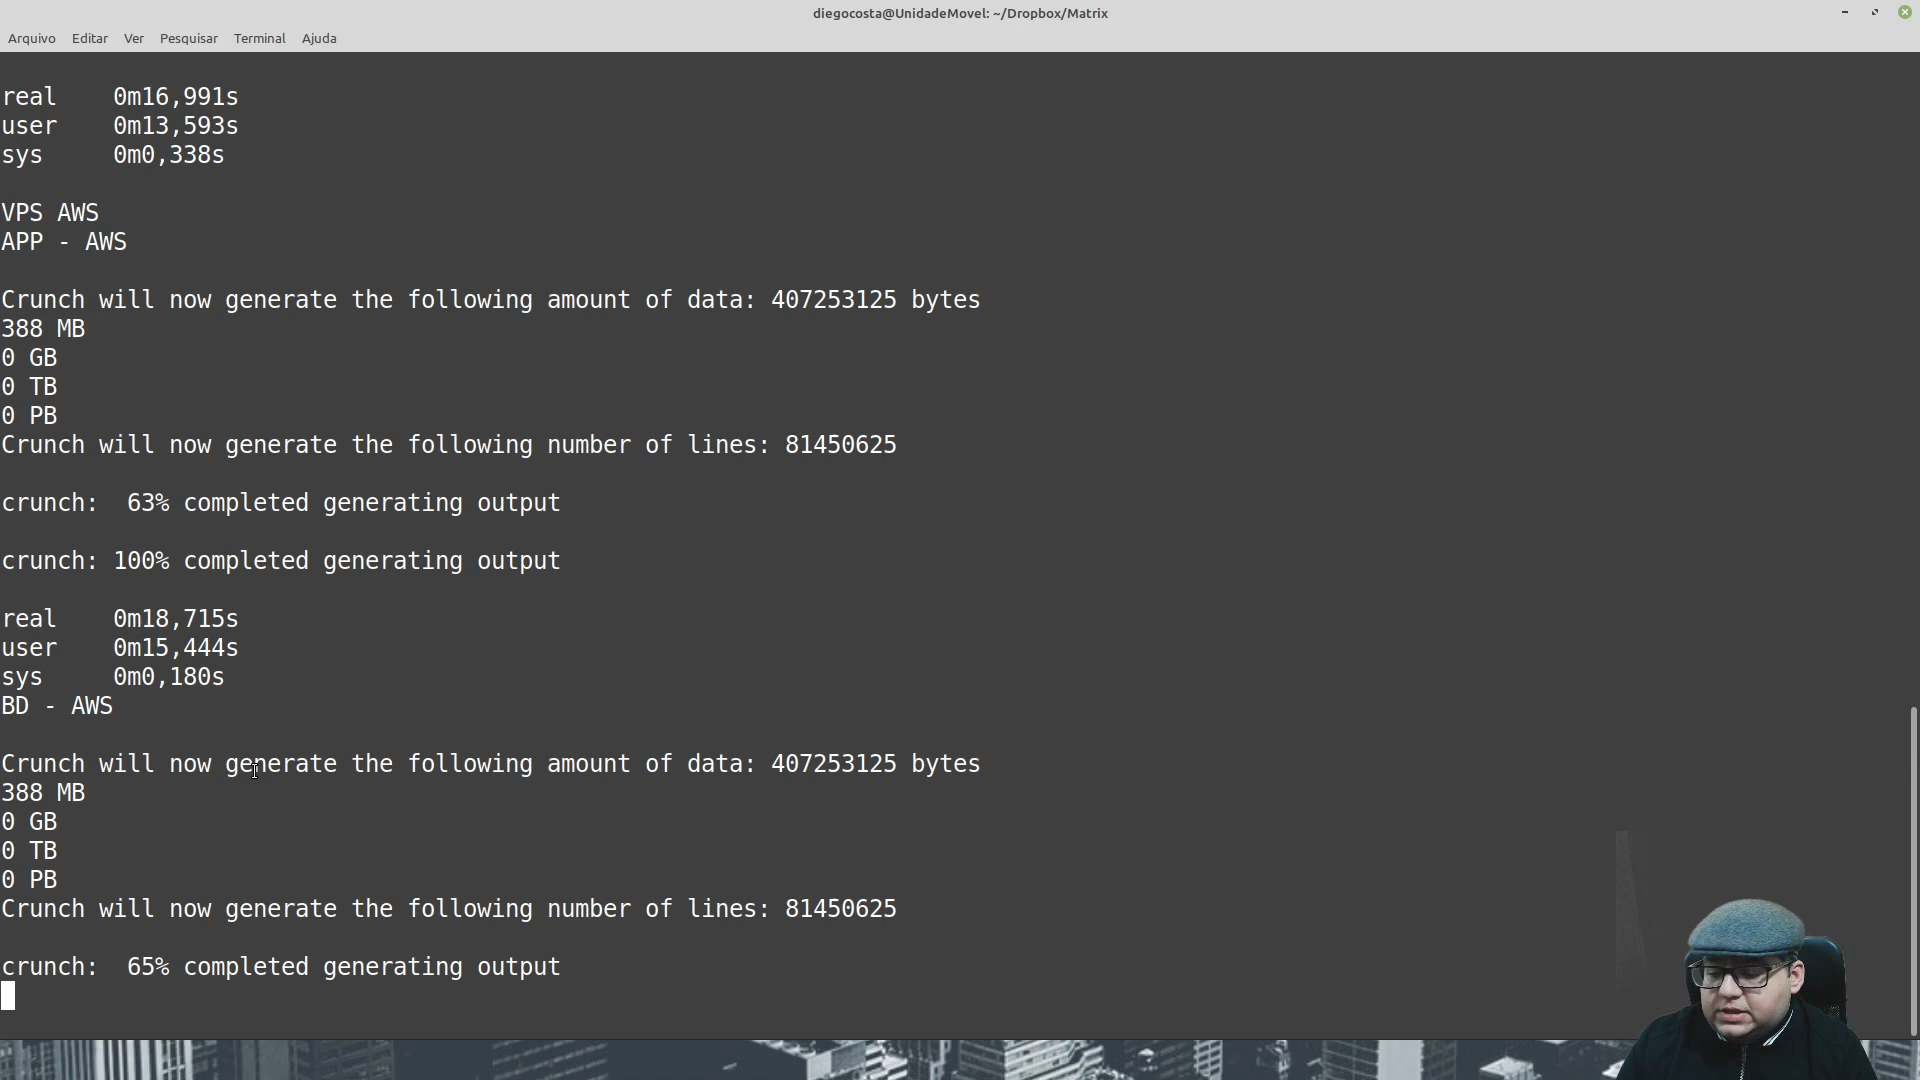 diegocosta@UnidadeMovel: ~/Dropbox/Matrix
Arquivo Editar Ver Pesquisar Terminal Ajuda
real 0m16,991s
user 0m13,593s
sys 0m0,338s
VPS AWS
APP - AWS
Crunch will now generate the following amount of data: 407253125 bytes
388 MB
0 GB
0 TB
0 PB
Crunch will now generate the following number of lines: 81450625
crunch: 63% completed generating output
crunch: 100% completed generating output
real 0m18,715s
user 0m15,444s
sys 0m0,180s
BD - AWS
Crunch will now generate the following amount of data: 407253125 bytes
388 MB
0 GB
0 TB
0 PB
Crunch will now generate the following number of lines: 81450625
crunch: 65% completed generating output